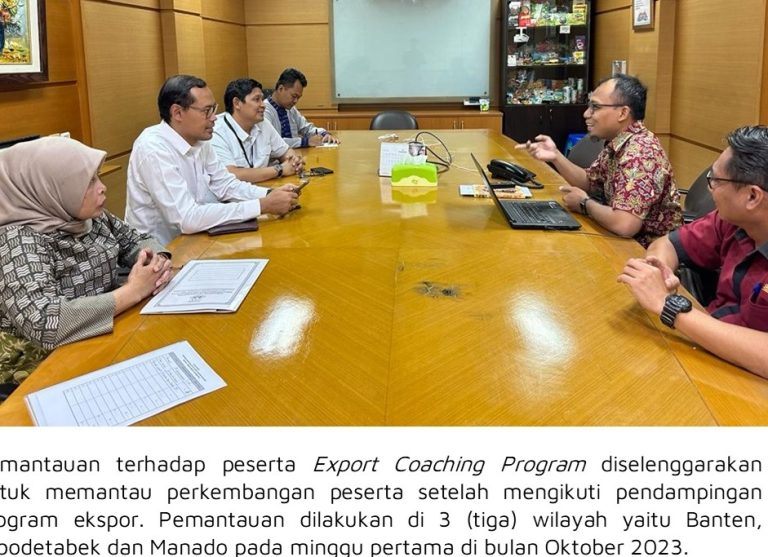 mantauan terhadap peserta Export Coaching Program diselenggarakan
tuk memantau perkembangan peserta setelah mengikuti pendampingan
ogram ekspor. Pemantauan dilakukan di 3 (tiga) wilayah yaitu Banten,
bodetabek dan Manado pada minggu pertama di bulan Oktober 2023.